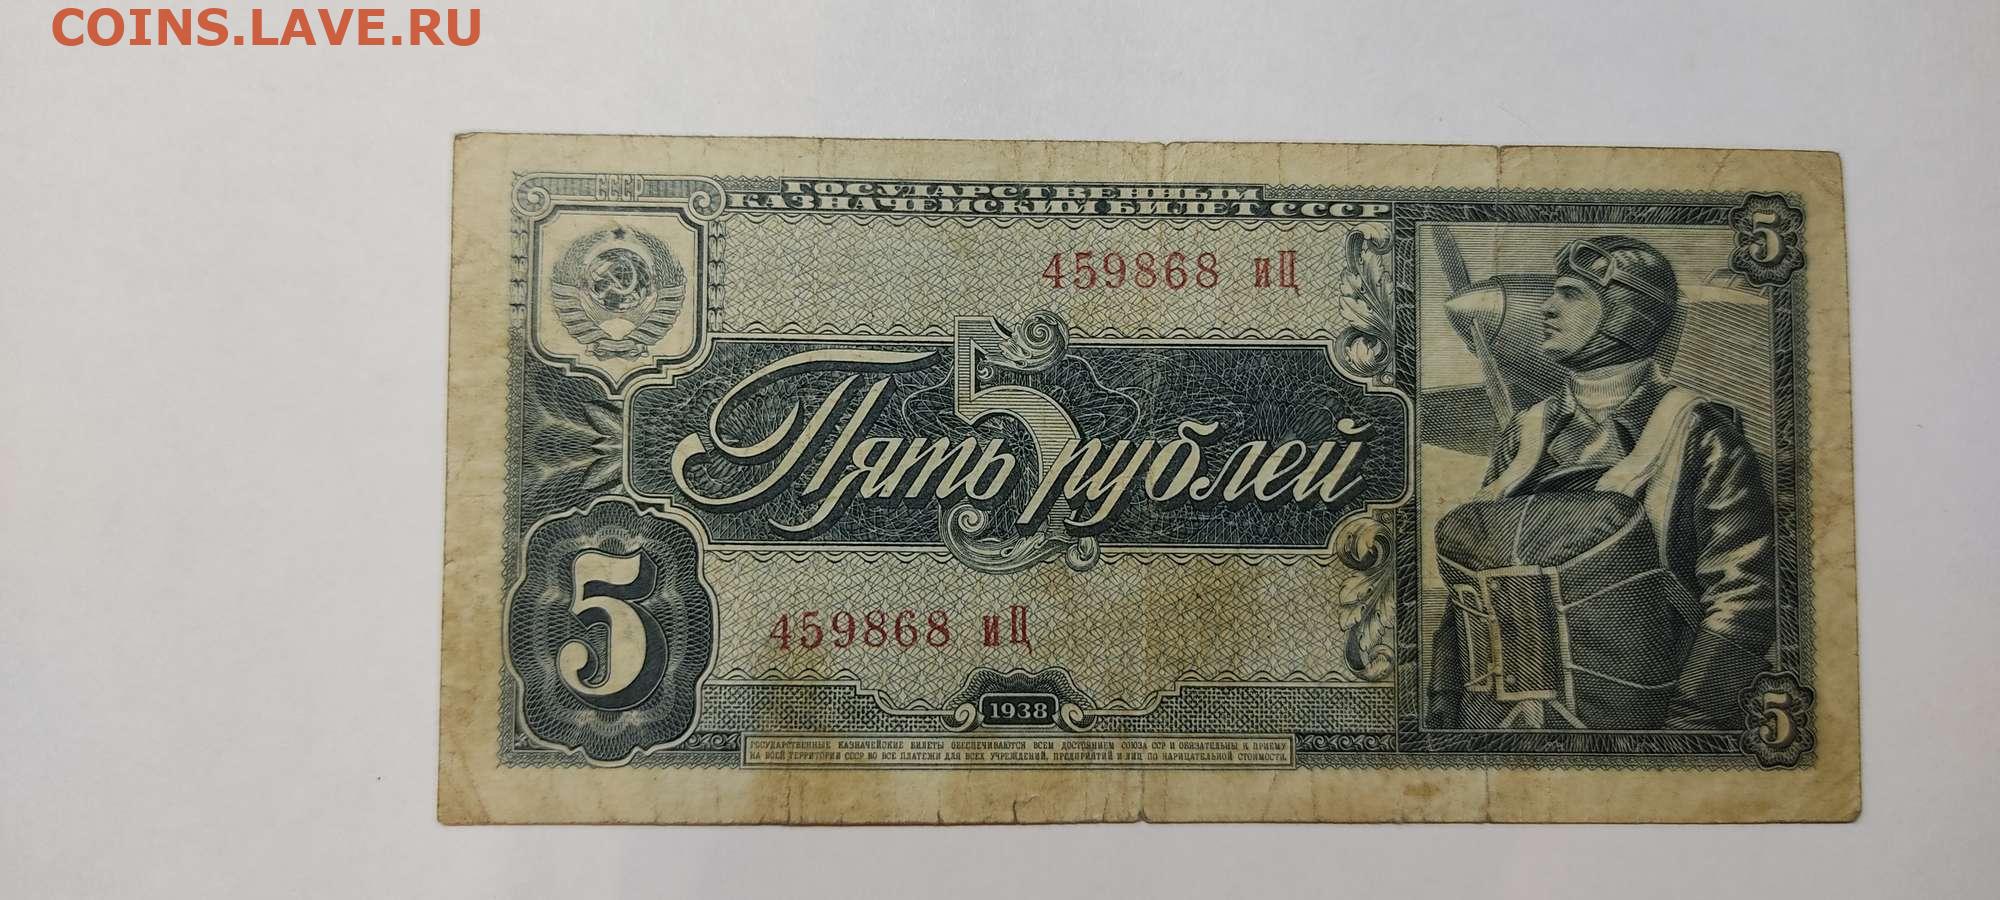 COINS.LAVE.RU
СССР
ГОСУДАРСТВЕННЫЙ
КАЗНАЧЕЙСКИЙ БИЛЕТ СССР
5
459868 иЦ
5
Пять рублей
5
459868 иЦ
5
1938
ГОСУДАРСТВЕННЫЕ КАЗНАЧЕЙСКИЕ БИЛЕТЫ ОБЕСПЕЧИВАЮТСЯ ВСЕМ ДОСТОЯНИЕМ СОЮЗА ССР И ОБЯЗАТЕЛЬНЫ К ПРИЕМУ
НА ВСЕЙ ТЕРРИТОРИИ СССР ВО ВСЕ ПЛАТЕЖИ ДЛЯ ВСЕХ УЧРЕЖДЕНИЙ, ПРЕДПРИЯТИЙ И ЛИЦ ПО НАРИЦАТЕЛЬНОЙ СТОИМОСТИ.